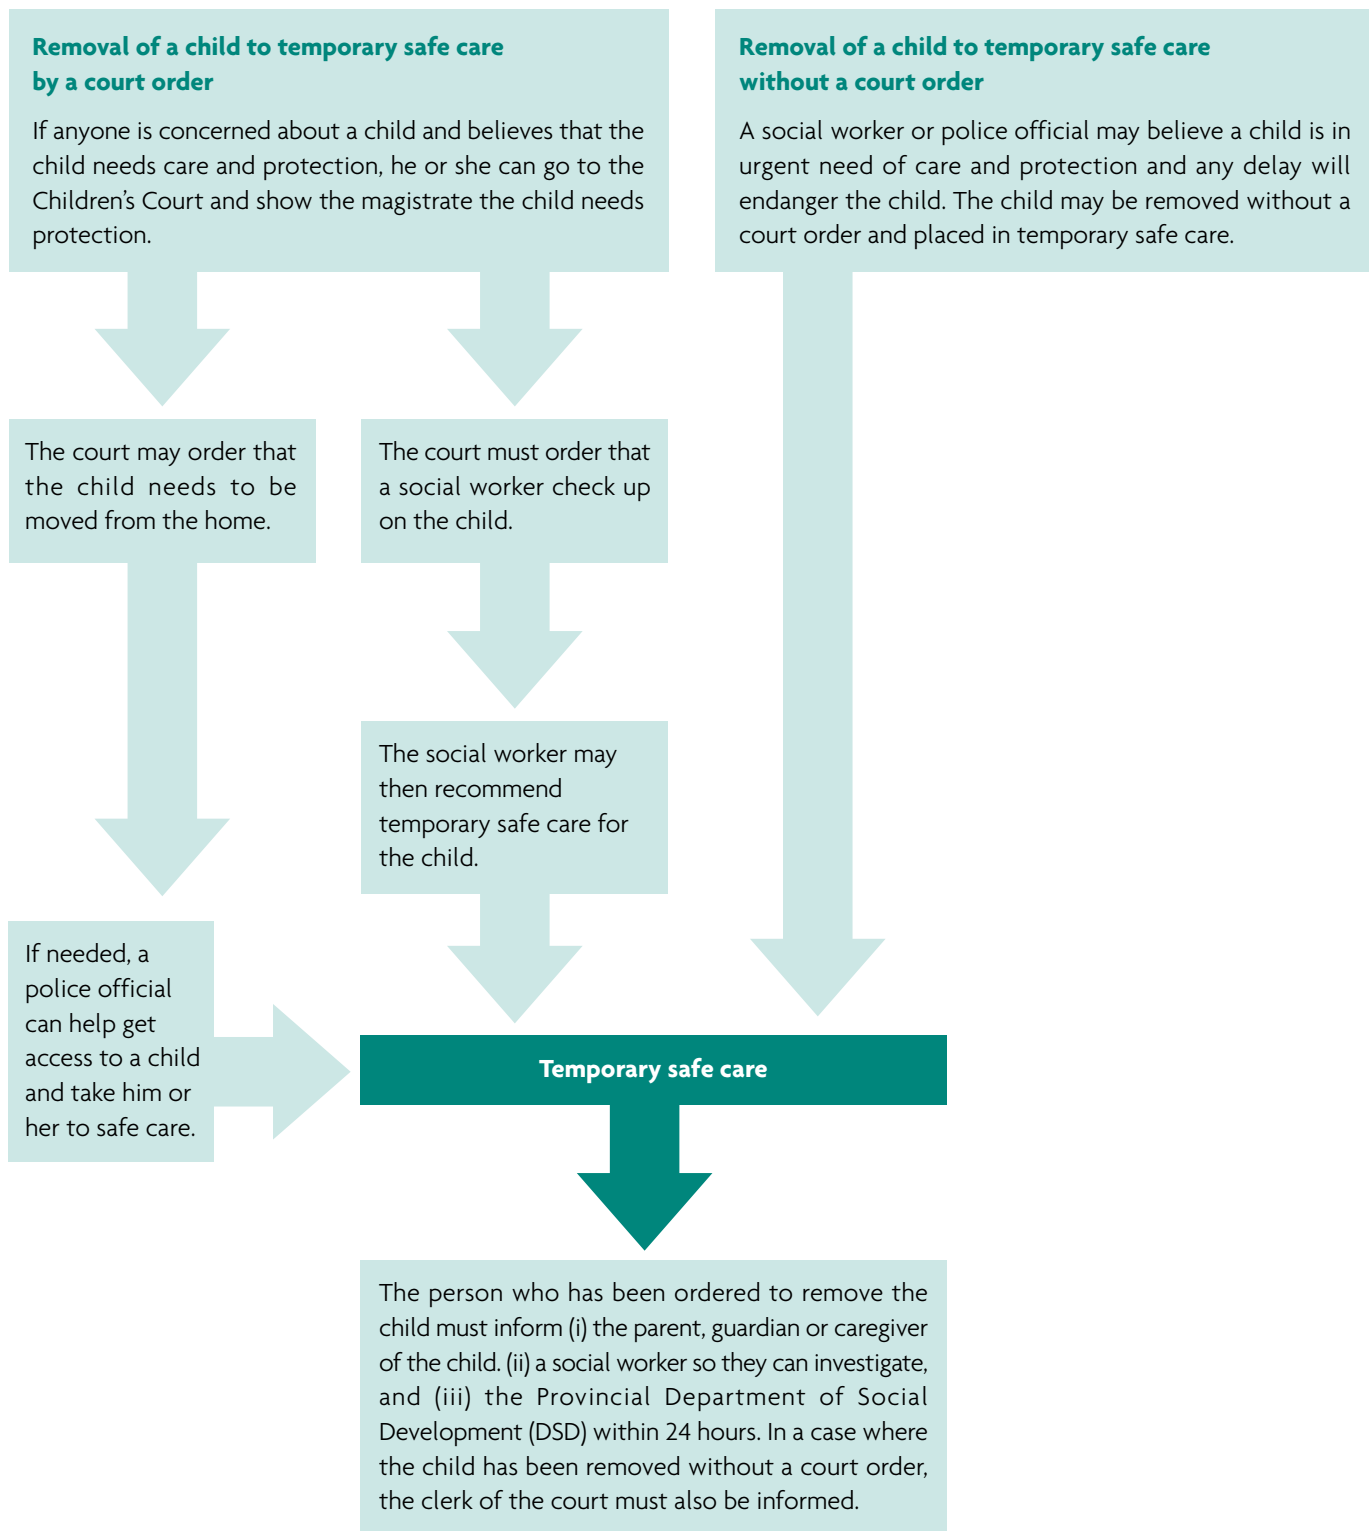 Removal of a child to temporary safe care
by a court order
If anyone is concerned about a child and believes that the
child needs care and protection, he or she can go to the
Children’s Court and show the magistrate the child needs
protection.
Removal of a child to temporary safe care
without a court order
A social worker or police official may believe a child is in
urgent need of care and protection and any delay will
endanger the child. The child may be removed without a
court order and placed in temporary safe care.
The court may order that
the child needs to be
moved from the home.
The court must order that
a social worker check up
on the child.
The social worker may
then recommend
temporary safe care for
the child.
If needed, a
police official
can help get
access to a child
and take him or
her to safe care.
Temporary safe care
The person who has been ordered to remove the
child must inform (i) the parent, guardian or caregiver
of the child. (ii) a social worker so they can investigate,
and (iii) the Provincial Department of Social
Development (DSD) within 24 hours. In a case where
the child has been removed without a court order,
the clerk of the court must also be informed.